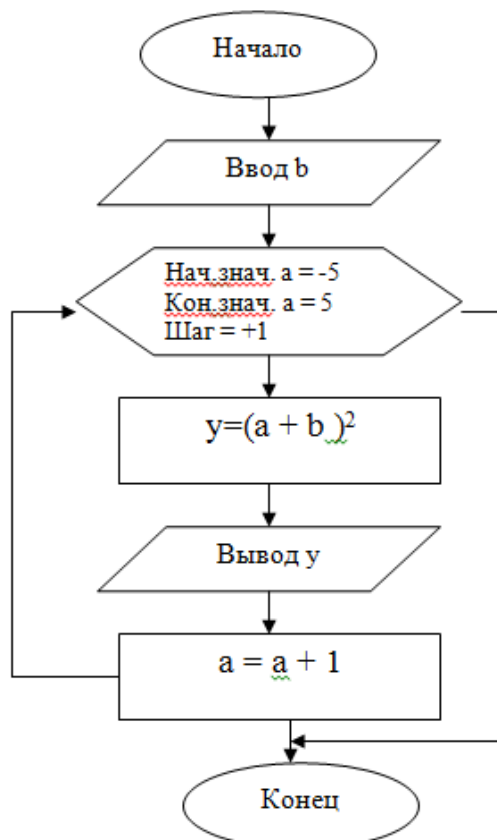 Начало
Ввод b
Нач.знач. а = -5
Кон.знач. а = 5
Шаг = +1
y=(a + b )²
Вывод y
a = a + 1
Конец